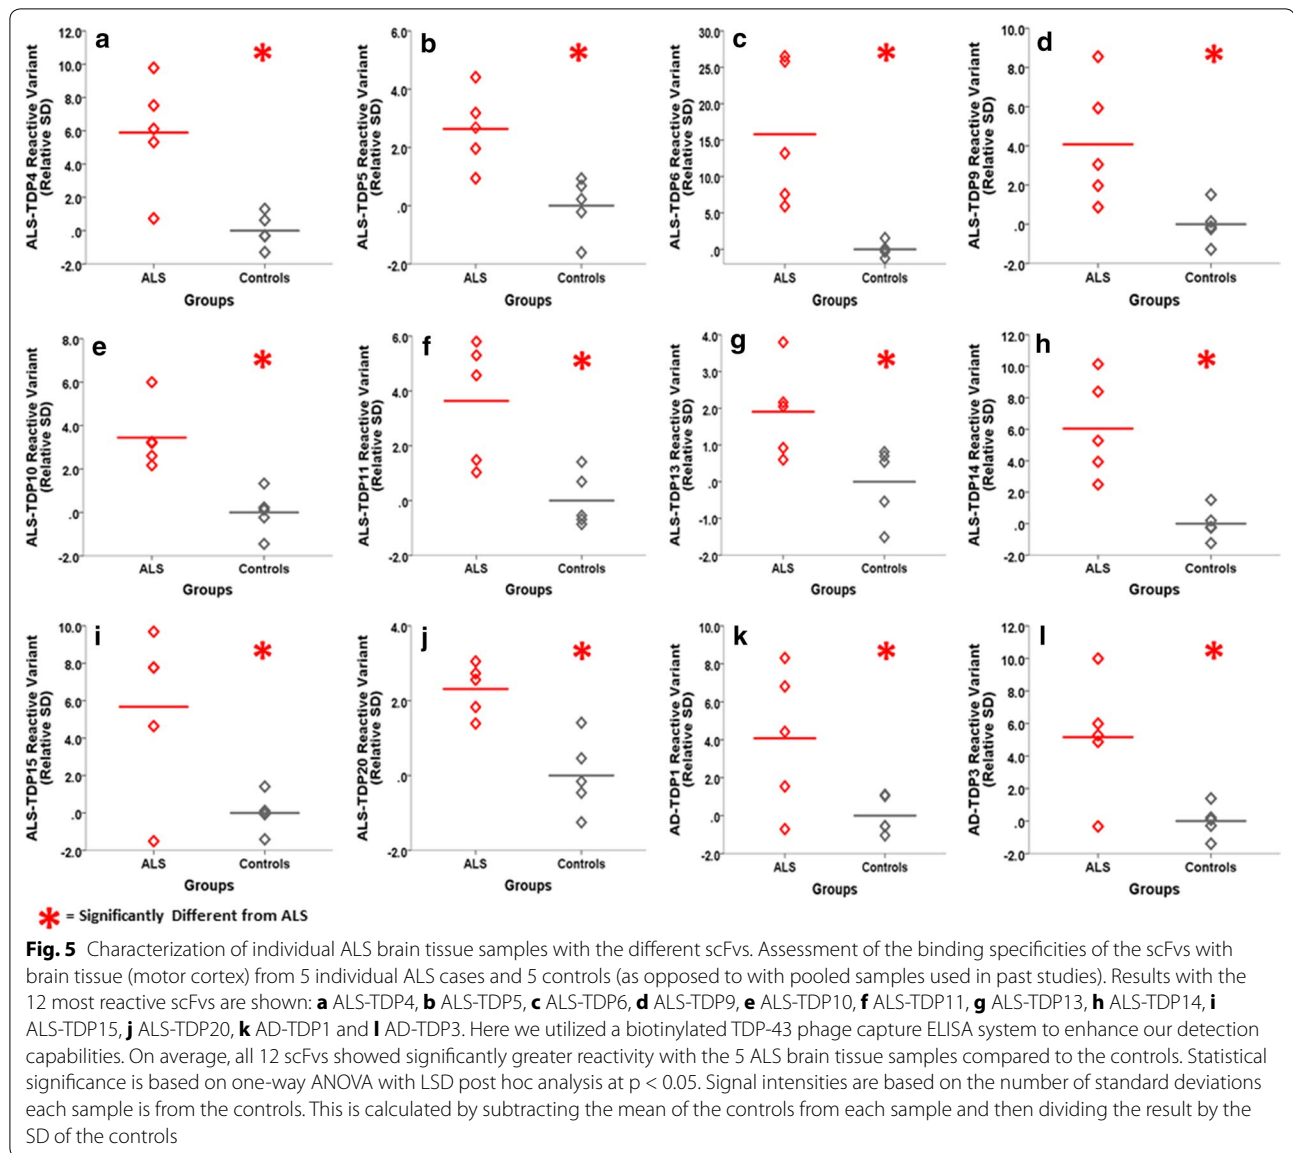 a
ALS-TDP4 Reactive Variant
(Relative SD)
12.0
10.0
8.0
6.0
4.0
2.0
.0
-2.0
ALS Controls
Groups
b
ALS-TDP5 Reactive Variant
(Relative SD)
6.0
4.0
2.0
.0
-2.0
ALS Controls
Groups
c
ALS-TDP6 Reactive Variant
(Relative SD)
30.0
25.0
20.0
15.0
10.0
5.0
.0
ALS Controls
Groups
d
ALS-TDP9 Reactive Variant
(Relative SD)
10.0
8.0
6.0
4.0
2.0
.0
-2.0
ALS Controls
Groups
e
ALS-TDP10 Reactive Variant
(Relative SD)
8.0
6.0
4.0
2.0
.0
-2.0
ALS Controls
Groups
f
ALS-TDP11 Reactive Variant
(Relative SD)
6.0
4.0
2.0
.0
-2.0
ALS Controls
Groups
g
ALS-TDP13 Reactive Variant
(Relative SD)
4.0
3.0
2.0
1.0
.0
-1.0
-2.0
ALS Controls
Groups
h
ALS-TDP14 Reactive Variant
(Relative SD)
12.0
10.0
8.0
6.0
4.0
2.0
.0
-2.0
ALS Controls
Groups
i
ALS-TDP15 Reactive Variant
(Relative SD)
10.0
8.0
6.0
4.0
2.0
.0
-2.0
ALS Controls
Groups
j
ALS-TDP20 Reactive Variant
(Relative SD)
4.0
2.0
.0
-2.0
ALS Controls
Groups
k
AD-TDP1 Reactive Variant
(Relative SD)
10.0
8.0
6.0
4.0
2.0
.0
-2.0
ALS Controls
Groups
l
AD-TDP3 Reactive Variant
(Relative SD)
12.0
10.0
8.0
6.0
4.0
2.0
.0
-2.0
ALS Controls
Groups
* = Significantly Different from ALS
Fig. 5 Characterization of individual ALS brain tissue samples with the different scFvs. Assessment of the binding specificities of the scFvs with
brain tissue (motor cortex) from 5 individual ALS cases and 5 controls (as opposed to with pooled samples used in past studies). Results with the
12 most reactive scFvs are shown: a ALS-TDP4, b ALS-TDP5, c ALS-TDP6, d ALS-TDP9, e ALS-TDP10, f ALS-TDP11, g ALS-TDP13, h ALS-TDP14, i
ALS-TDP15, j ALS-TDP20, k AD-TDP1 and l AD-TDP3. Here we utilized a biotinylated TDP-43 phage capture ELISA system to enhance our detection
capabilities. On average, all 12 scFvs showed significantly greater reactivity with the 5 ALS brain tissue samples compared to the controls. Statistical
significance is based on one-way ANOVA with LSD post hoc analysis at p < 0.05. Signal intensities are based on the number of standard deviations
each sample is from the controls. This is calculated by subtracting the mean of the controls from each sample and then dividing the result by the
SD of the controls